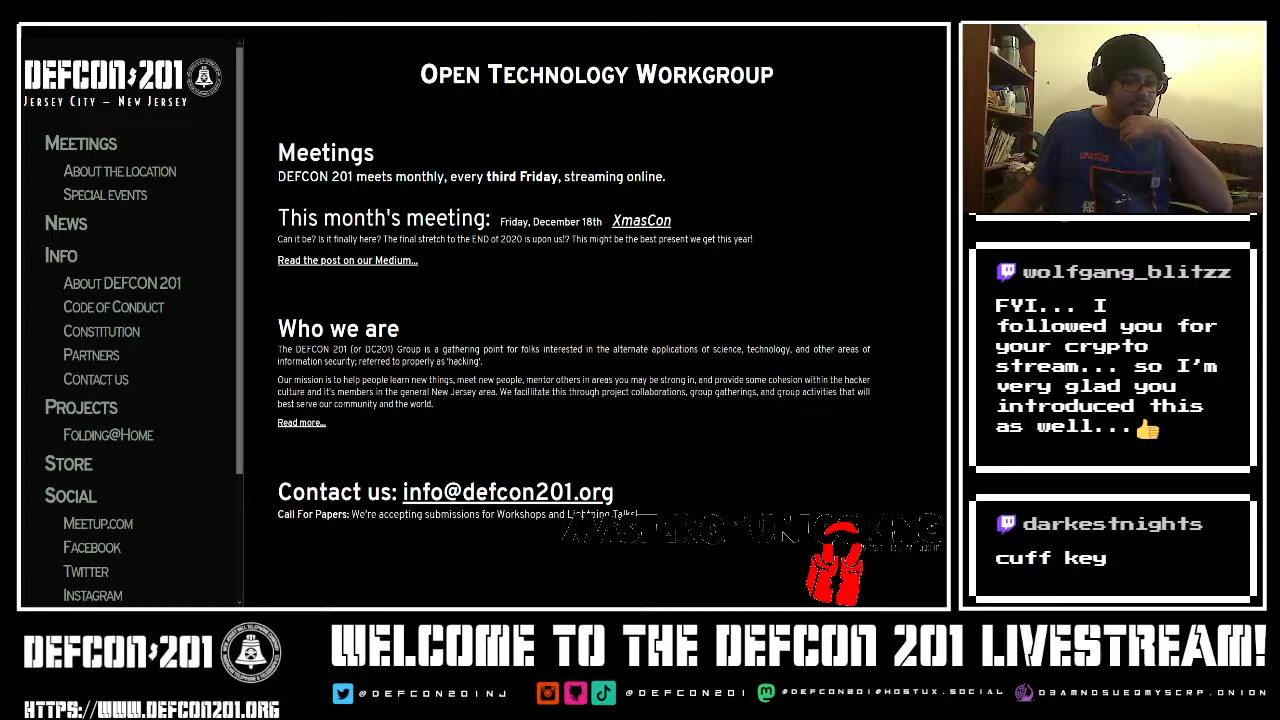 DEFCON 201
JERSEY CITY – NEW JERSEY
MEETINGS
ABOUT THE LOCATION
SPECIAL EVENTS
NEWS
INFO
ABOUT DEFCON 201
CODE OF CONDUCT
CONSTITUTION
PARTNERS
CONTACT US
PROJECTS
FOLDING@HOME
STORE
SOCIAL
MEETUP.COM
FACEBOOK
TWITTER
INSTAGRAM
OPEN TECHNOLOGY WORKGROUP
Meetings
DEFCON 201 meets monthly, every third Friday, streaming online.
This month's meeting: Friday, December 18th XmasCon
Can it be? Is it finally here? The final stretch to the END of 2020 is upon us!? This might be the best present we get this year!
Read the post on our Medium...
Who we are
The DEFCON 201 (or DC201) Group is a gathering point for folks interested in the alternate applications of science, technology, and other areas of
information security; referred to properly as 'hacking'.
Our mission is to help people learn new things, meet new people, mentor others in areas you may be strong in, and provide some cohesion within the hacker
culture and it's members in the general New Jersey area. We facilitate this through project collaborations, group gatherings, and group activities that will
best serve our community and the world.
Read more...
Contact us: info@defcon201.org
Call For Papers: We're accepting submissions for Workshops and Lightning Talks!
wolfgang_blitzz
FYI... I
followed you for
your crypto
stream... so I'm
very glad you
introduced this
as well...👍
darkestnights
cuff key
DEFCON 201
HTTPS://WWW.DEFCON201.ORG
WELCOME TO THE DEFCON 201 LIVESTREAM!
@DEFCON201NJ
@DEFCON201
@DEFCON201@HOSTUX.SOCIAL